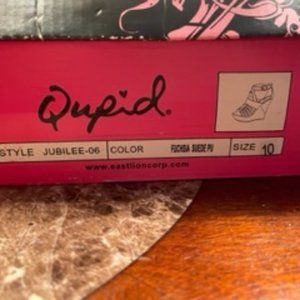 Qupid.
STYLE JUBILEE-06 COLOR FUCHSIA SUEDE PU SIZE 10
www.eastlioncorp.com